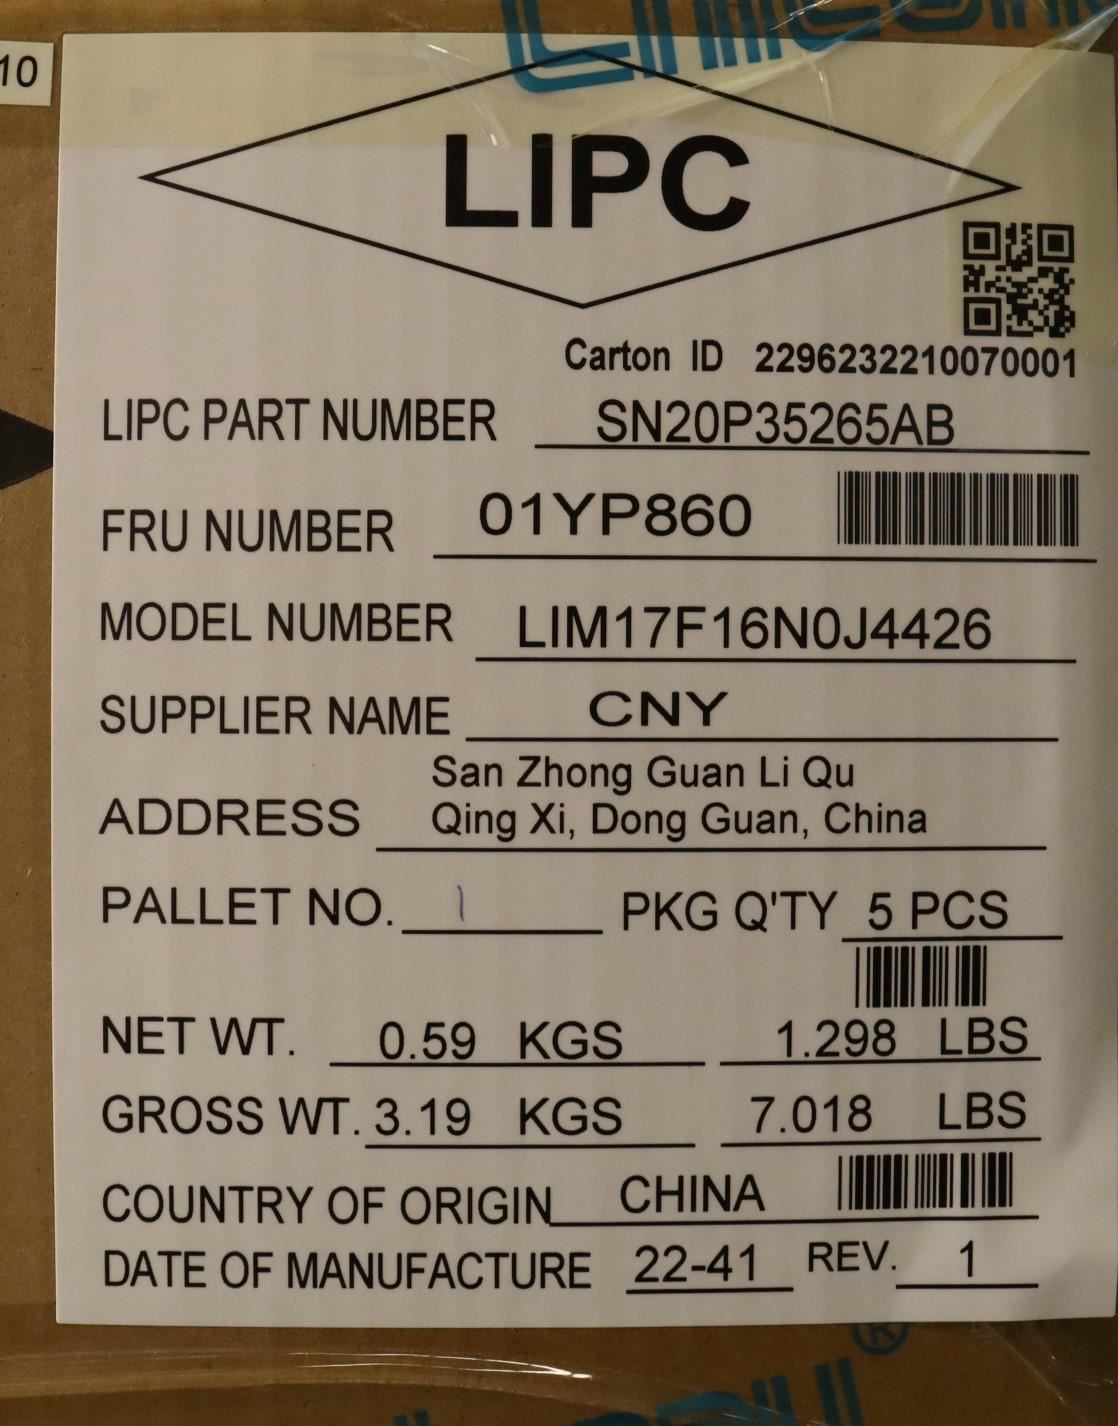 10
LIPC
Carton ID 2296232210070001
LIPC PART NUMBER SN20P35265AB
FRU NUMBER 01YP860
MODEL NUMBER LIM17F16N0J4426
SUPPLIER NAME CNY
San Zhong Guan Li Qu
ADDRESS Qing Xi, Dong Guan, China
PALLET NO. 1 PKG Q'TY 5 PCS
NET WT. 0.59 KGS 1.298 LBS
GROSS WT. 3.19 KGS 7.018 LBS
COUNTRY OF ORIGIN CHINA
DATE OF MANUFACTURE 22-41 REV. 1
®